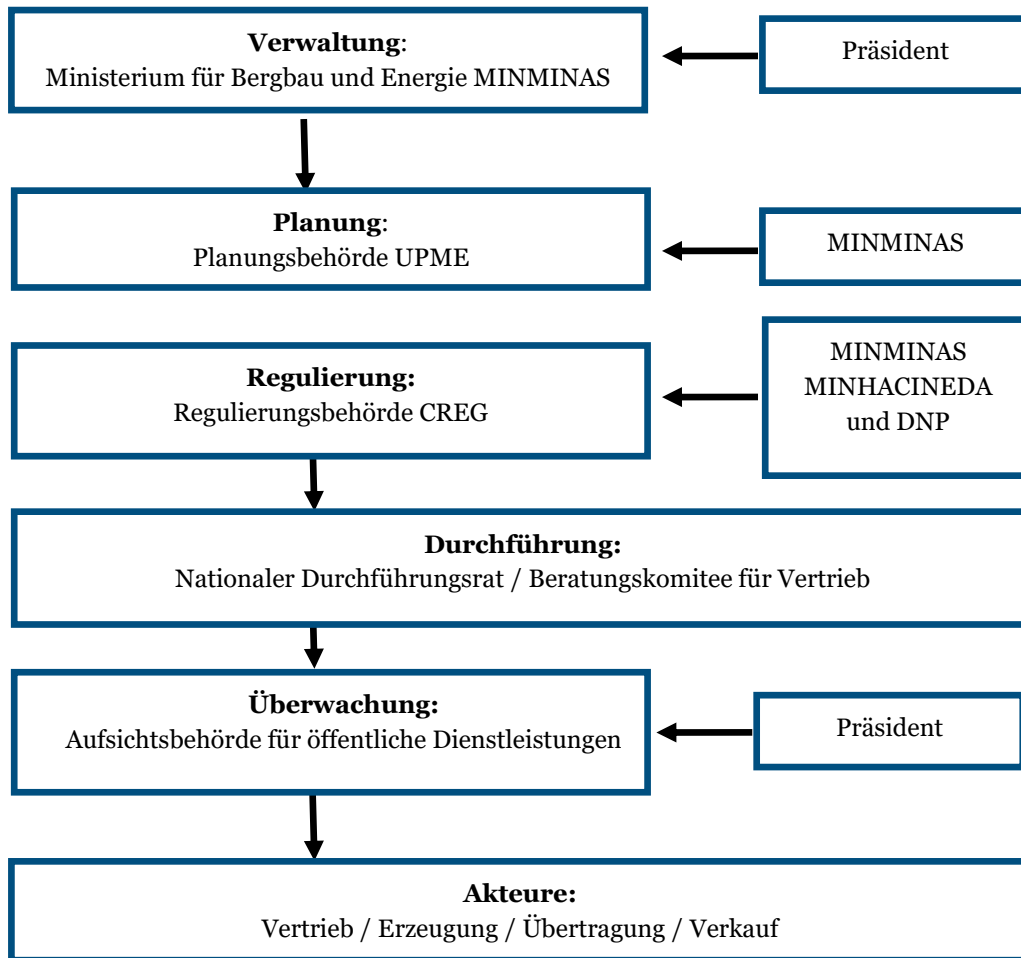 Verwaltung:
Ministerium für Bergbau und Energie MINMINAS
Präsident
Planung:
Planungsbehörde UPME
MINMINAS
Regulierung:
Regulierungsbehörde CREG
MINMINAS
MINHACINEDA
und DNP
Durchführung:
Nationaler Durchführungsrat / Beratungskomitee für Vertrieb
Überwachung:
Aufsichtsbehörde für öffentliche Dienstleistungen
Präsident
Akteure:
Vertrieb / Erzeugung / Übertragung / Verkauf